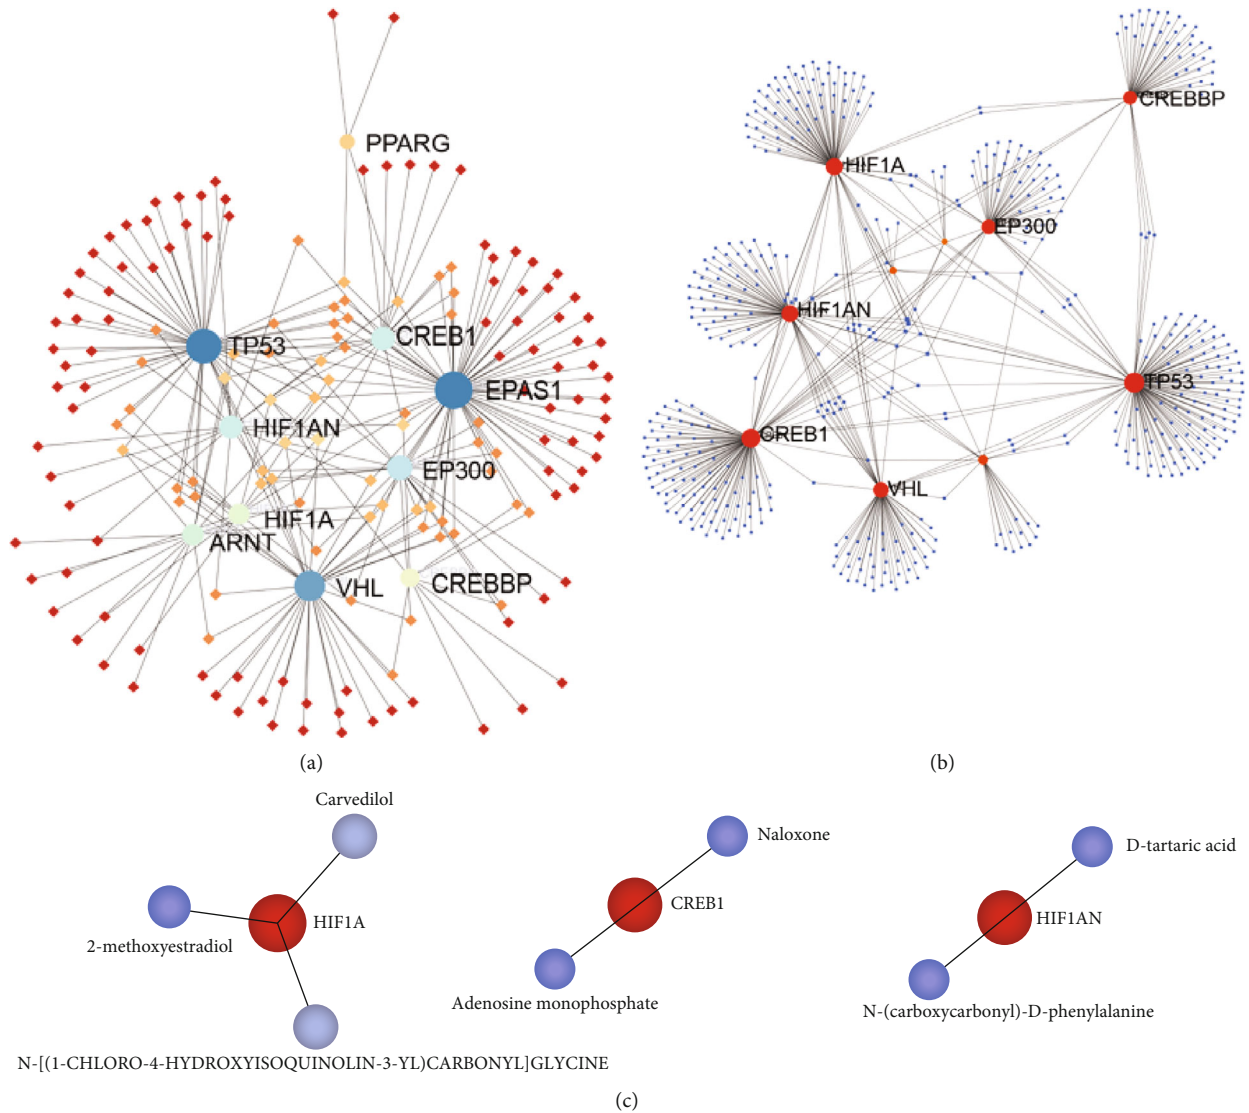 PPARG
TP53
CREB1
EPAS1
HIF1AN
EP300
HIF1A
ARNT
VHL
CREBBP
(a)
CREBBP
HIF1A
EP300
HIF1AN
TP53
CREB1
VHL
(b)
Carvedilol
HIF1A
2-methoxyestradiol
N-[(1-CHLORO-4-HYDROXYISOQUINOLIN-3-YL)CARBONYL]GLYCINE
Naloxone
CREB1
Adenosine monophosphate
D-tartaric acid
HIF1AN
N-(carboxycarbonyl)-D-phenylalanine
(c)